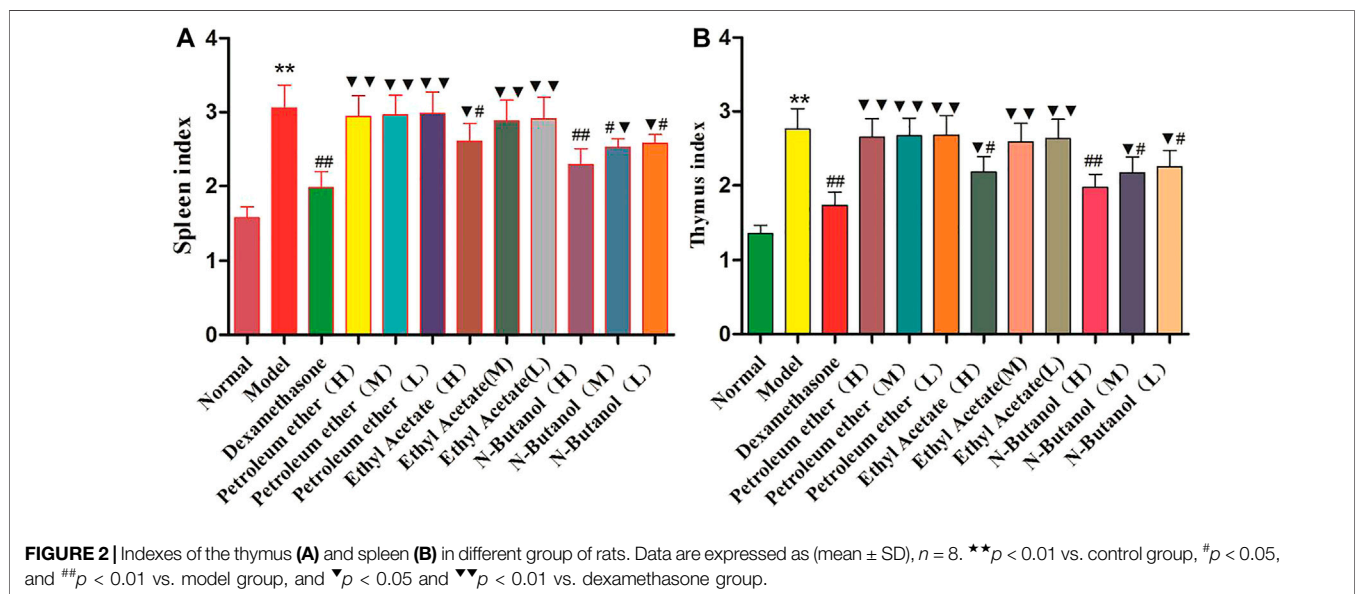 A
4
3
2
1
0
Spleen index
**
##
▼▼
▼▼
▼▼
▼#
▼▼
▼▼
##
#▼
▼#
Normal
Model
Dexamethasone
Petroleum ether (H)
Petroleum ether (M)
Petroleum ether (L)
Ethyl Acetate (H)
Ethyl Acetate(M)
Ethyl Acetate(L)
N-Butanol (H)
N-Butanol (M)
N-Butanol (L)
B
4
3
2
1
0
Thymus index
**
##
▼▼
▼▼
▼▼
▼#
▼▼
▼▼
##
▼#
▼#
Normal
Model
Dexamethasone
Petroleum ether (H)
Petroleum ether (M)
Petroleum ether (L)
Ethyl Acetate (H)
Ethyl Acetate(M)
Ethyl Acetate(L)
N-Butanol (H)
N-Butanol (M)
N-Butanol (L)
FIGURE 2 | Indexes of the thymus (A) and spleen (B) in different group of rats. Data are expressed as (mean ± SD), n = 8. ★★p < 0.01 vs. control group, #p < 0.05,
and ##p < 0.01 vs. model group, and ▼p < 0.05 and ▼▼p < 0.01 vs. dexamethasone group.